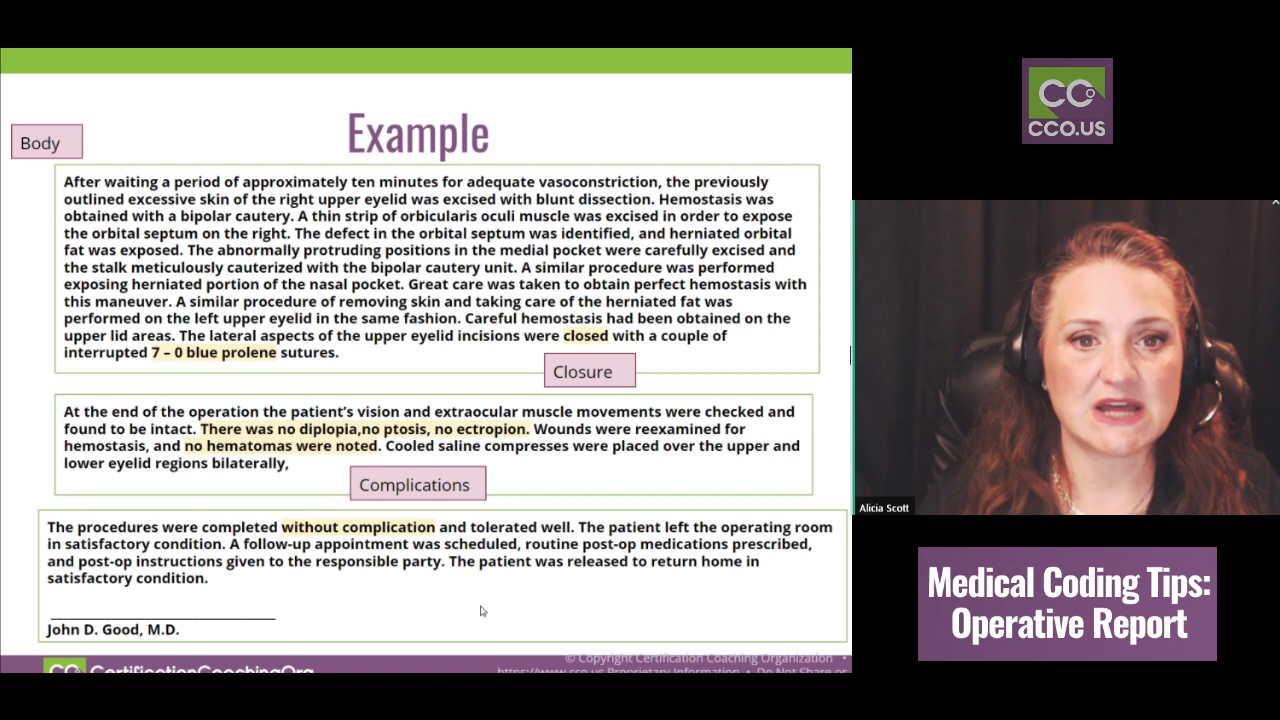 Example
Body
After waiting a period of approximately ten minutes for adequate vasoconstriction, the previously
outlined excessive skin of the right upper eyelid was excised with blunt dissection. Hemostasis was
obtained with a bipolar cautery. A thin strip of orbicularis oculi muscle was excised in order to expose
the orbital septum on the right. The defect in the orbital septum was identified, and herniated orbital
fat was exposed. The abnormally protruding positions in the medial pocket were carefully excised and
the stalk meticulously cauterized with the bipolar cautery unit. A similar procedure was performed
exposing herniated portion of the nasal pocket. Great care was taken to obtain perfect hemostasis with
this maneuver. A similar procedure of removing skin and taking care of the herniated fat was
performed on the left upper eyelid in the same fashion. Careful hemostasis had been obtained on the
upper lid areas. The lateral aspects of the upper eyelid incisions were closed with a couple of
interrupted 7 – 0 blue prolene sutures.
Closure
At the end of the operation the patient's vision and extraocular muscle movements were checked and
found to be intact. There was no diplopia,no ptosis, no ectropion. Wounds were reexamined for
hemostasis, and no hematomas were noted. Cooled saline compresses were placed over the upper and
lower eyelid regions bilaterally,
Complications
The procedures were completed without complication and tolerated well. The patient left the operating room
in satisfactory condition. A follow-up appointment was scheduled, routine post-op medications prescribed,
and post-op instructions given to the responsible party. The patient was released to return home in
satisfactory condition.
John D. Good, M.D.
CC CertificationCoachingOrg
© Copyright Certification Coaching Organization •
https://www.cco.us Proprietary Information • Do Not Share or
CCO
CCO.US
Alicia Scott
Medical Coding Tips:
Operative Report